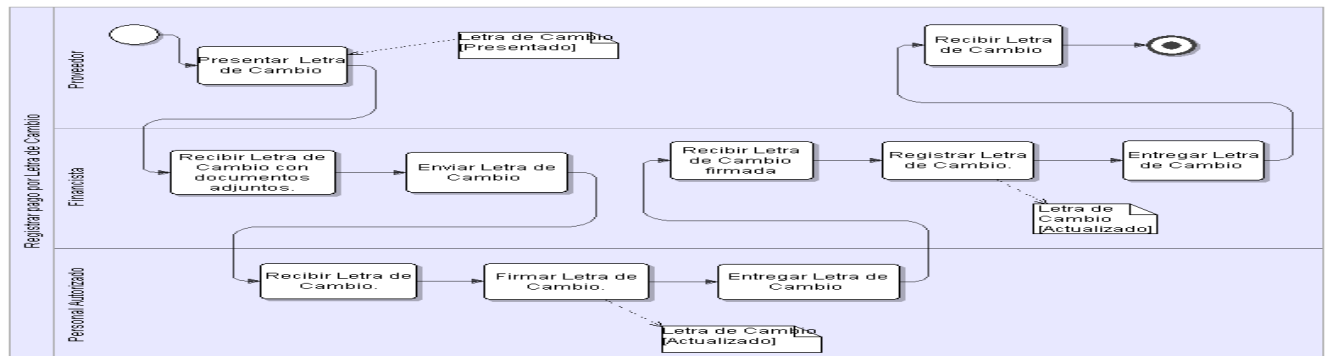 Registrar pago por Letra de Cambio
Proveedor
Presentar Letra
de Cambio
Letra de Cambio
[Presentado]
Recibir Letra
de Cambio
Financista
Recibir Letra de
Cambio con
documentos
adjuntos.
Enviar Letra de
Cambio
Recibir Letra
de Cambio
firmada
Registrar Letra
de Cambio.
Entregar Letra
de Cambio
Letra de
Cambio
[Actualizado]
Personal Autorizado
Recibir Letra de
Cambio.
Firmar Letra de
Cambio.
Entregar Letra de
Cambio
Letra de Cambio
[Actualizado]